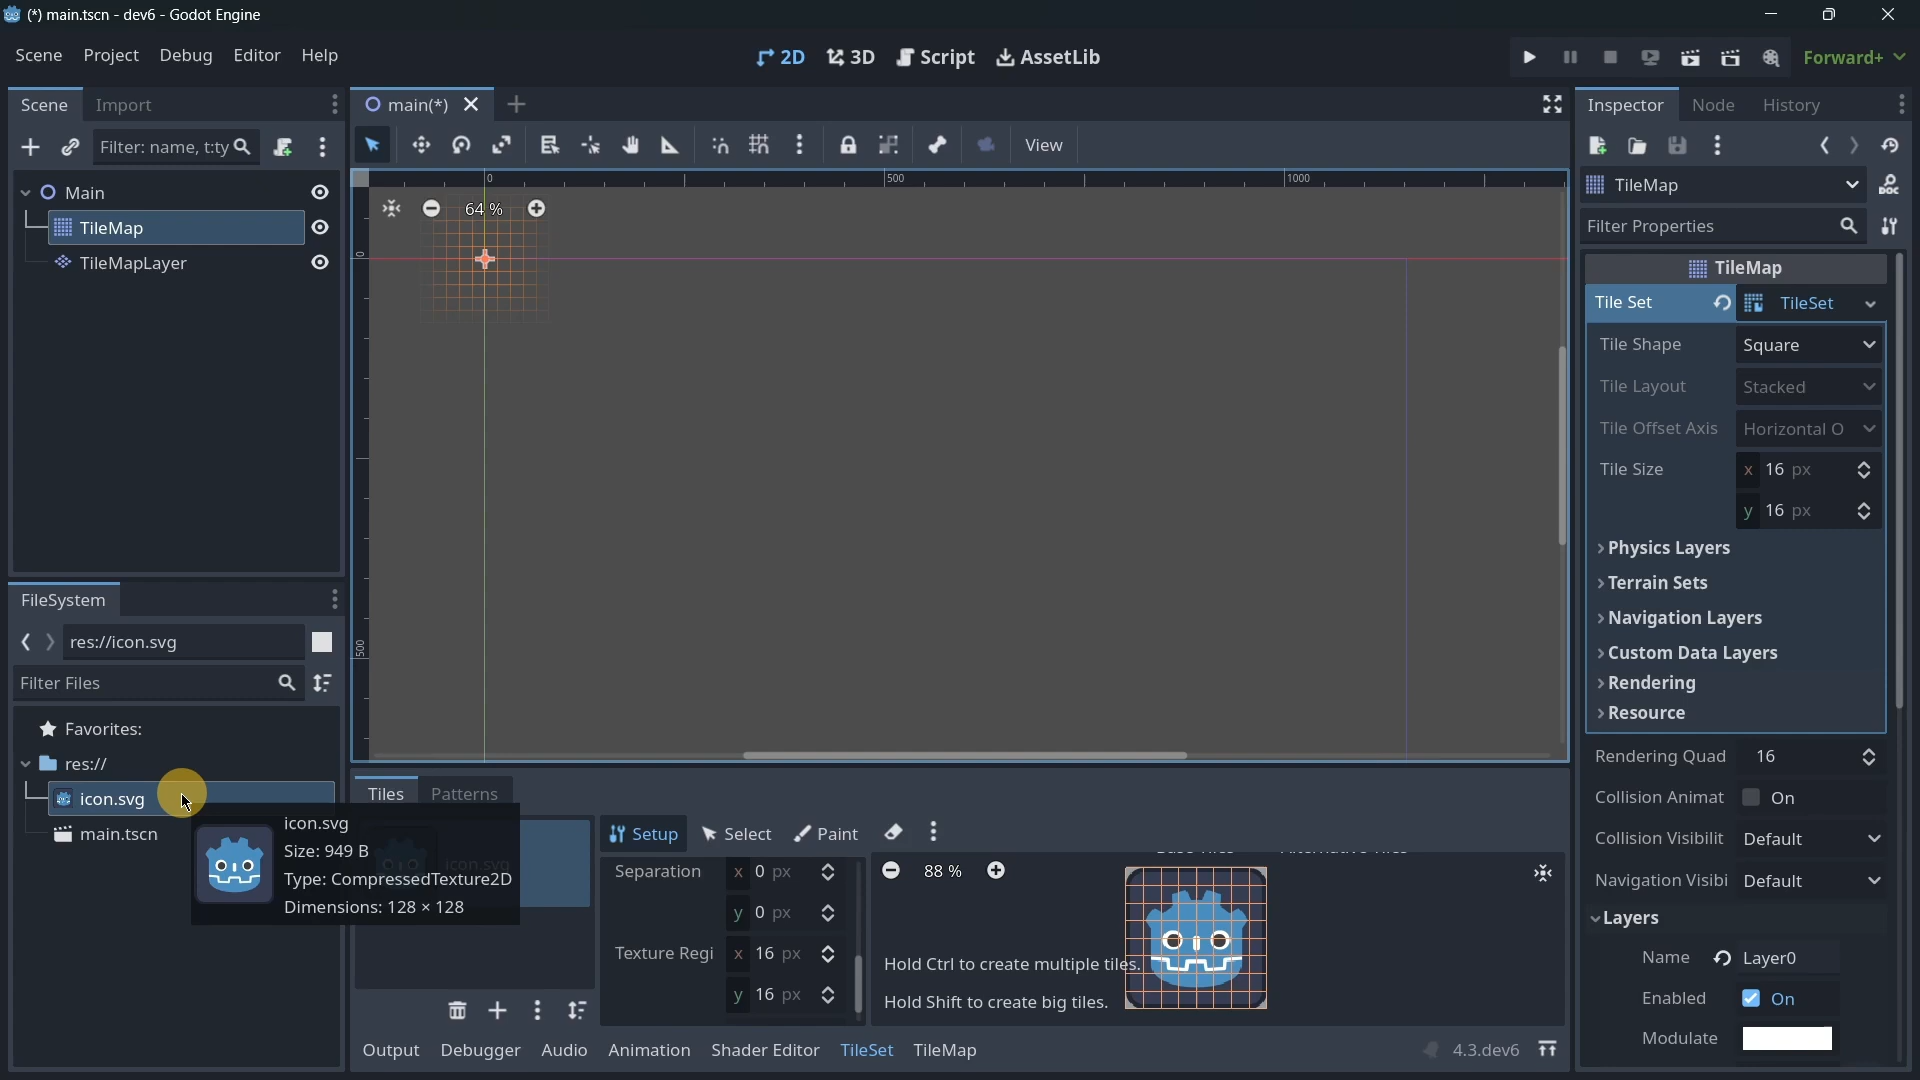 (*) main.tscn - dev6 - Godot Engine
Scene Project Debug Editor Help
2D 3D Script AssetLib
Forward+
Scene Import
main(*)
Inspector Node History
Filter: name, t:ty
View
TileMap
Filter Properties
Main
TileMap
TileMapLayer
0 500 1000
64 %
0
500
TileMap
Tile Set TileSet
Tile Shape Square
Tile Layout Stacked
Tile Offset Axis Horizontal O
Tile Size x 16 px
y 16 px
Physics Layers
Terrain Sets
Navigation Layers
Custom Data Layers
Rendering
Resource
Rendering Quad 16
Collision Animat On
Collision Visibilit Default
Navigation Visibi Default
Layers
Name Layer0
Enabled On
Modulate
FileSystem
res://icon.svg
Filter Files
Favorites:
res://
icon.svg
main.tscn
icon.svg
Size: 949 B
Type: CompressedTexture2D
Dimensions: 128 × 128
Tiles Patterns
icon.svg
Setup Select Paint
Separation x 0 px
y 0 px
Texture Regi x 16 px
y 16 px
88 %
Hold Ctrl to create multiple tiles.
Hold Shift to create big tiles.
Output Debugger Audio Animation Shader Editor TileSet TileMap
4.3.dev6